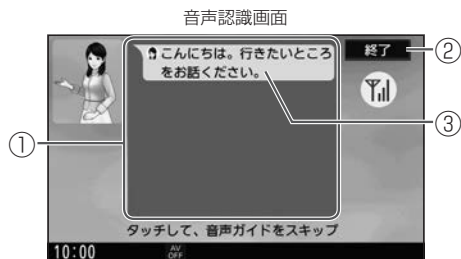 音声認識画面
こんにちは。行きたいところ
をお話ください。
終了
①
②
③
タッチして、音声ガイドをスキップ
10:00
AV
OFF